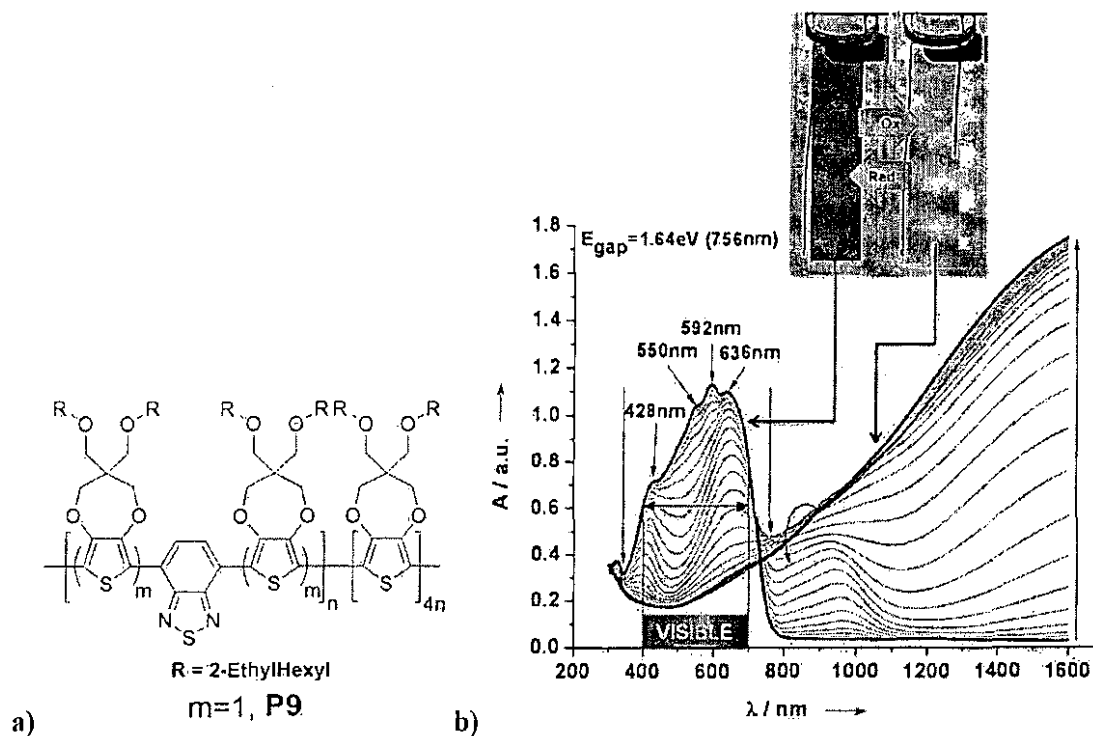 Ox
Red
E gap=1.64eV (756nm)
1.8
1.6
1.4
1.2
1.0
0.8
0.6
0.4
0.2
0.0
A / a.u.
592nm
550nm
636nm
428nm
VISIBLE
200
400
600
800
1000
1200
1400
1600
λ / nm
R R R R R R
O O O O O O
O O O O O O
S m
N N
S
S m n
S 4n
R = 2-EthylHexyl
m=1, P9
a)
b)